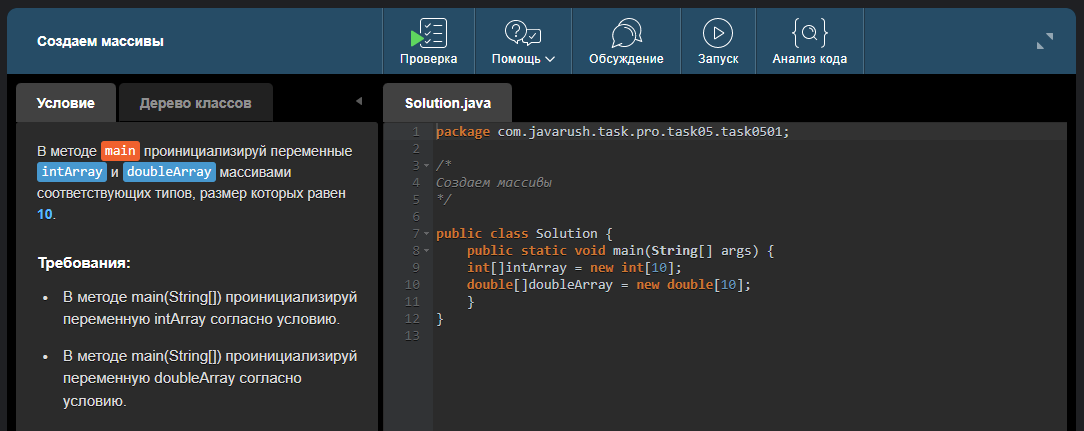 Создаем массивы
Проверка
Помощь
Обсуждение
Запуск
Анализ кода
Условие
Дерево классов
В методе main проинициализируй переменные
intArray и doubleArray массивами
соответствующих типов, размер которых равен
10.
Требования:
• В методе main(String[]) проинициализируй
переменную intArray согласно условию.
• В методе main(String[]) проинициализируй
переменную doubleArray согласно
условию.
Solution.java
1 package com.javarush.task.pro.task05.task0501;
2
3 /*
4 Создаем массивы
5 */
6
7 public class Solution {
8     public static void main(String[] args) {
9     int[]intArray = new int[10];
10     double[]doubleArray = new double[10];
11     }
12 }
13